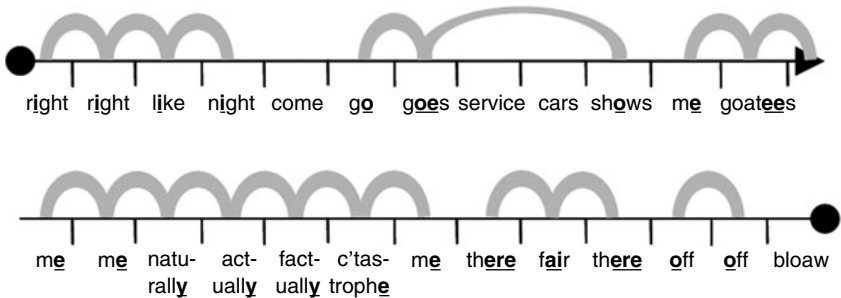 right right like night come go goes service cars shows me goatees
me me natu- act- fact- c'tas- me there fair there off off bloaw
rally ually ually trophe